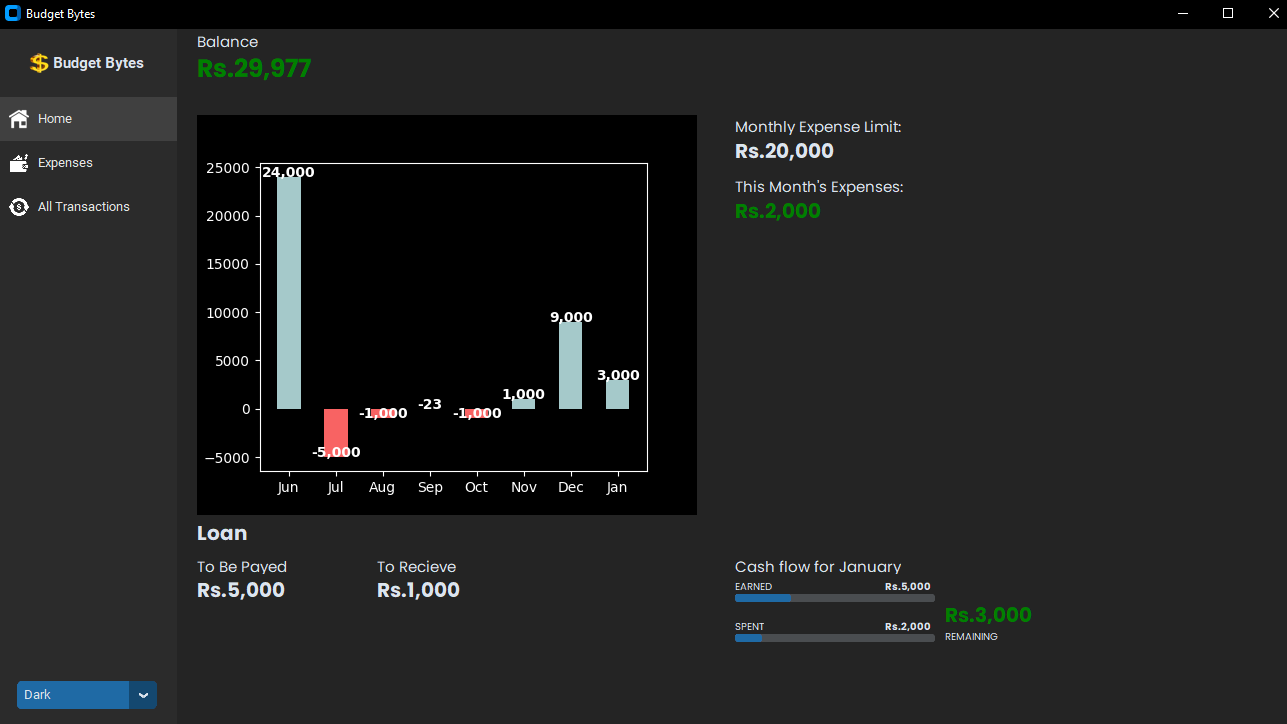 Budget Bytes
Budget Bytes
Home
Expenses
All Transactions
Dark
Balance
Rs.29,977
25000
20000
15000
10000
5000
0
−5000
24,000
-5,000
-1,000
-23
-1,000
1,000
9,000
3,000
Jun Jul Aug Sep Oct Nov Dec Jan
Monthly Expense Limit:
Rs.20,000
This Month's Expenses:
Rs.2,000
Loan
To Be Payed
Rs.5,000
To Recieve
Rs.1,000
Cash flow for January
EARNED Rs.5,000
SPENT Rs.2,000
Rs.3,000
REMAINING